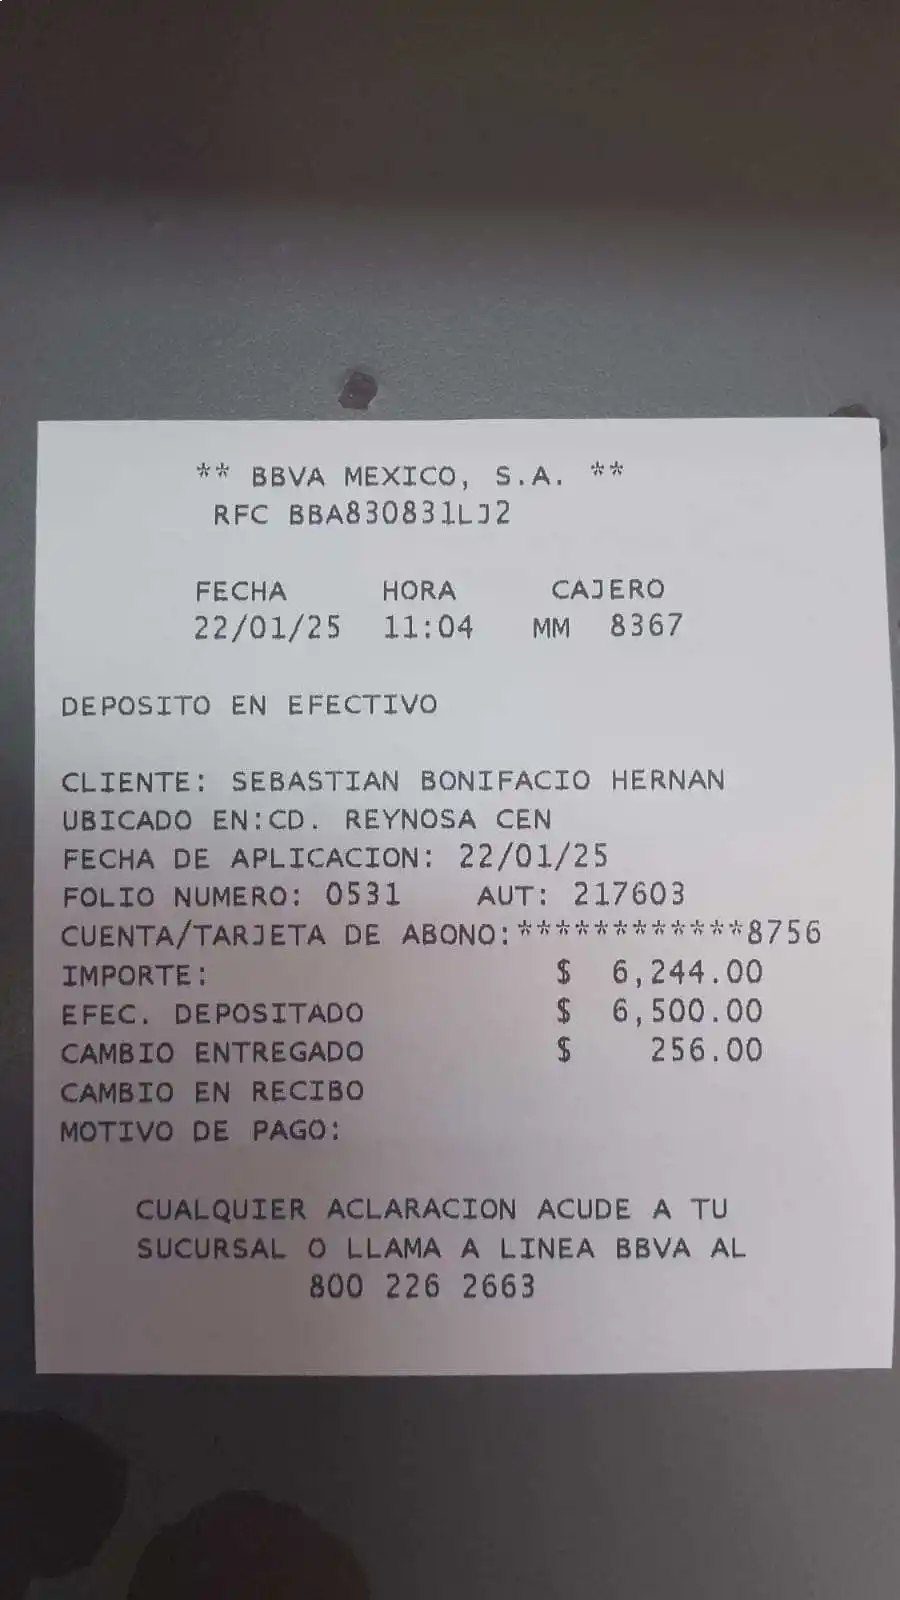 ** BBVA MEXICO, S.A. **
RFC BBA830831LJ2
FECHA HORA CAJERO
22/01/25 11:04 MM 8367
DEPOSITO EN EFECTIVO
CLIENTE: SEBASTIAN BONIFACIO HERNAN
UBICADO EN:CD. REYNOSA CEN
FECHA DE APLICACION: 22/01/25
FOLIO NUMERO: 0531 AUT: 217603
CUENTA/TARJETA DE ABONO:************8756
IMPORTE: $ 6,244.00
EFEC. DEPOSITADO $ 6,500.00
CAMBIO ENTREGADO $ 256.00
CAMBIO EN RECIBO
MOTIVO DE PAGO:
CUALQUIER ACLARACION ACUDE A TU
SUCURSAL O LLAMA A LINEA BBVA AL
800 226 2663